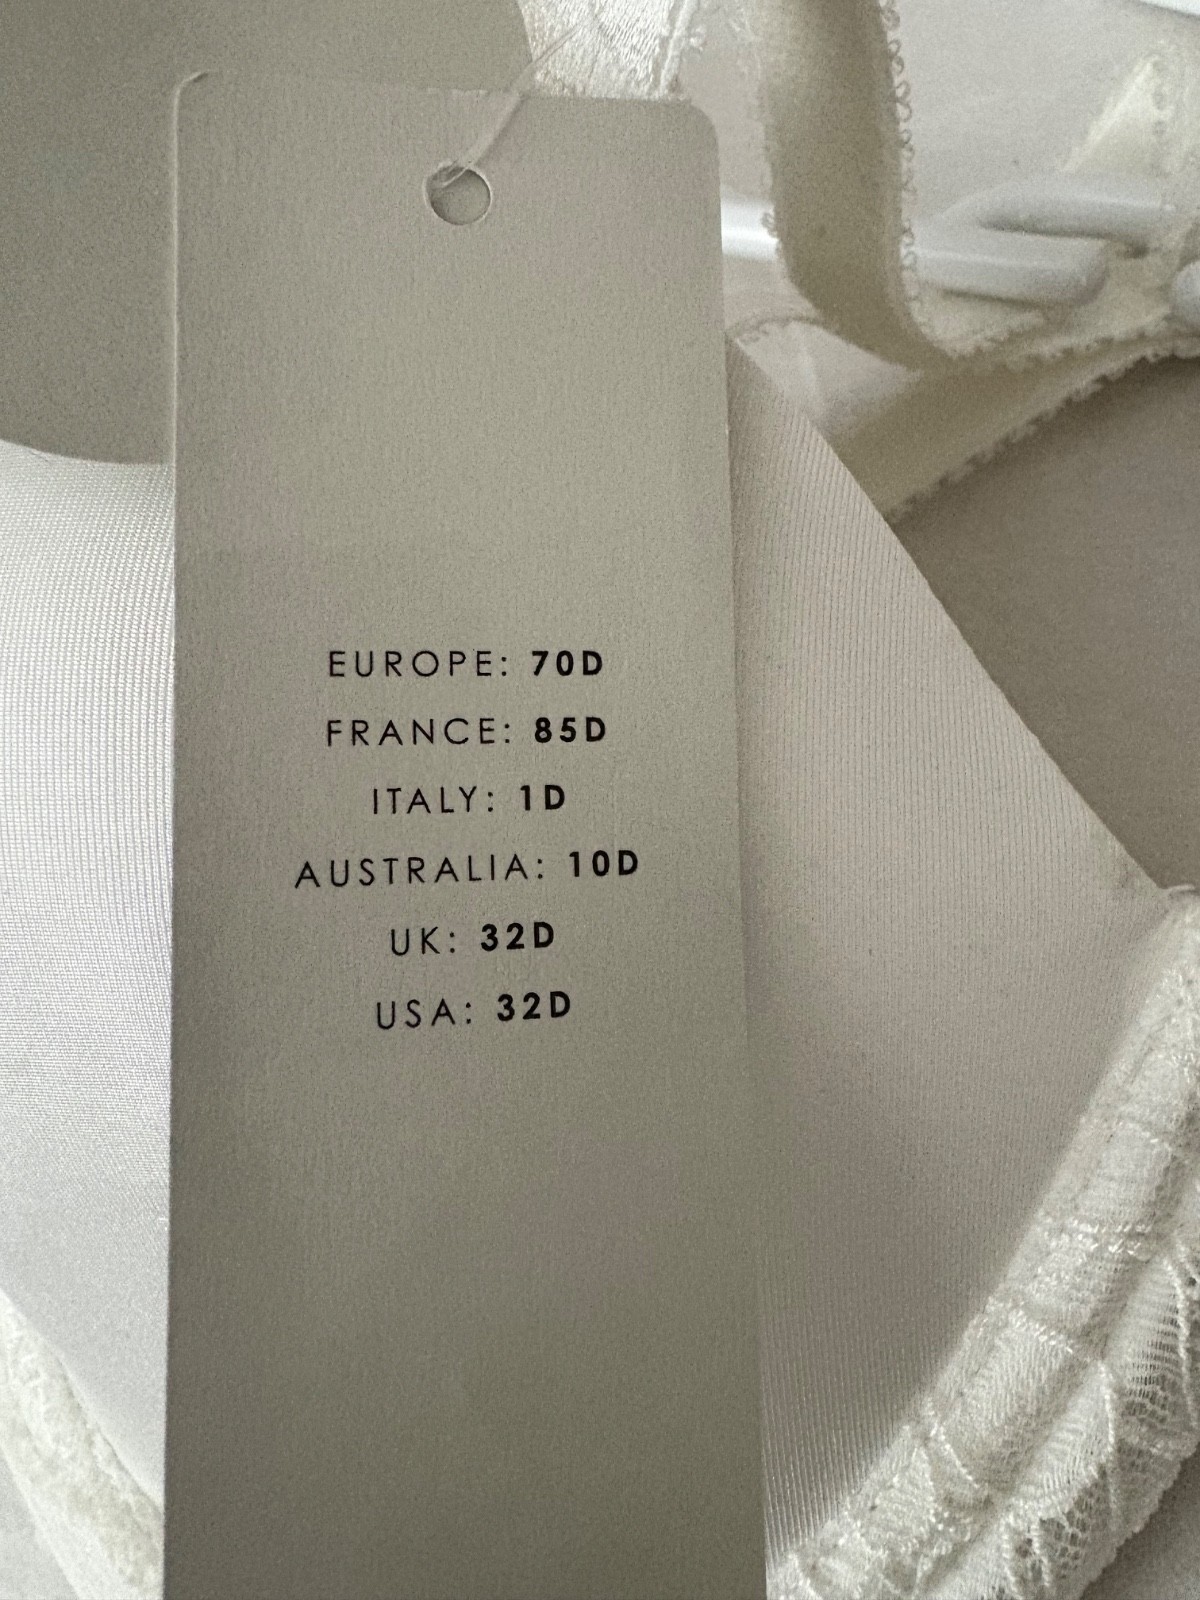 EUROPE: 70D
FRANCE: 85D
ITALY: 1D
AUSTRALIA: 10D
UK: 32D
USA: 32D